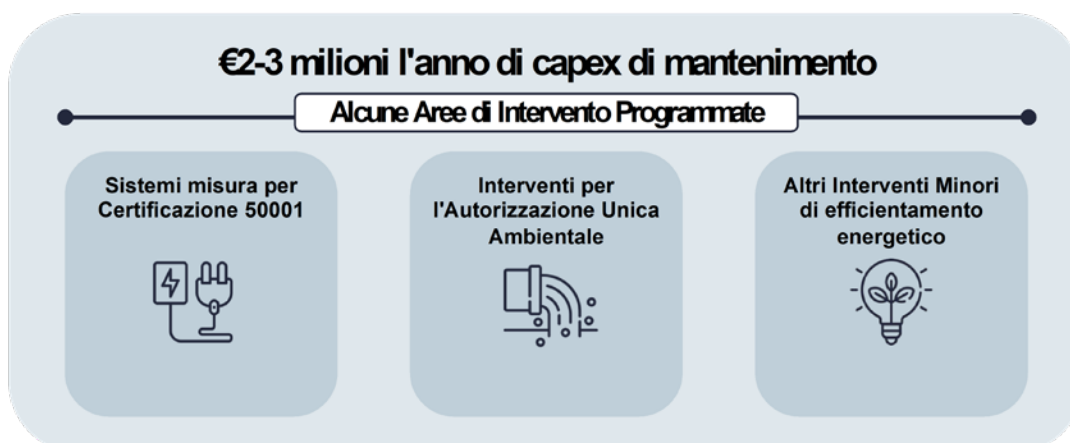 €2-3 milioni l'anno di capex di mantenimento
Alcune Aree di Intervento Programmate
Sistemi misura per
Certificazione 50001
Interventi per
l'Autorizzazione Unica
Ambientale
Altri Interventi Minori
di efficientamento
energetico